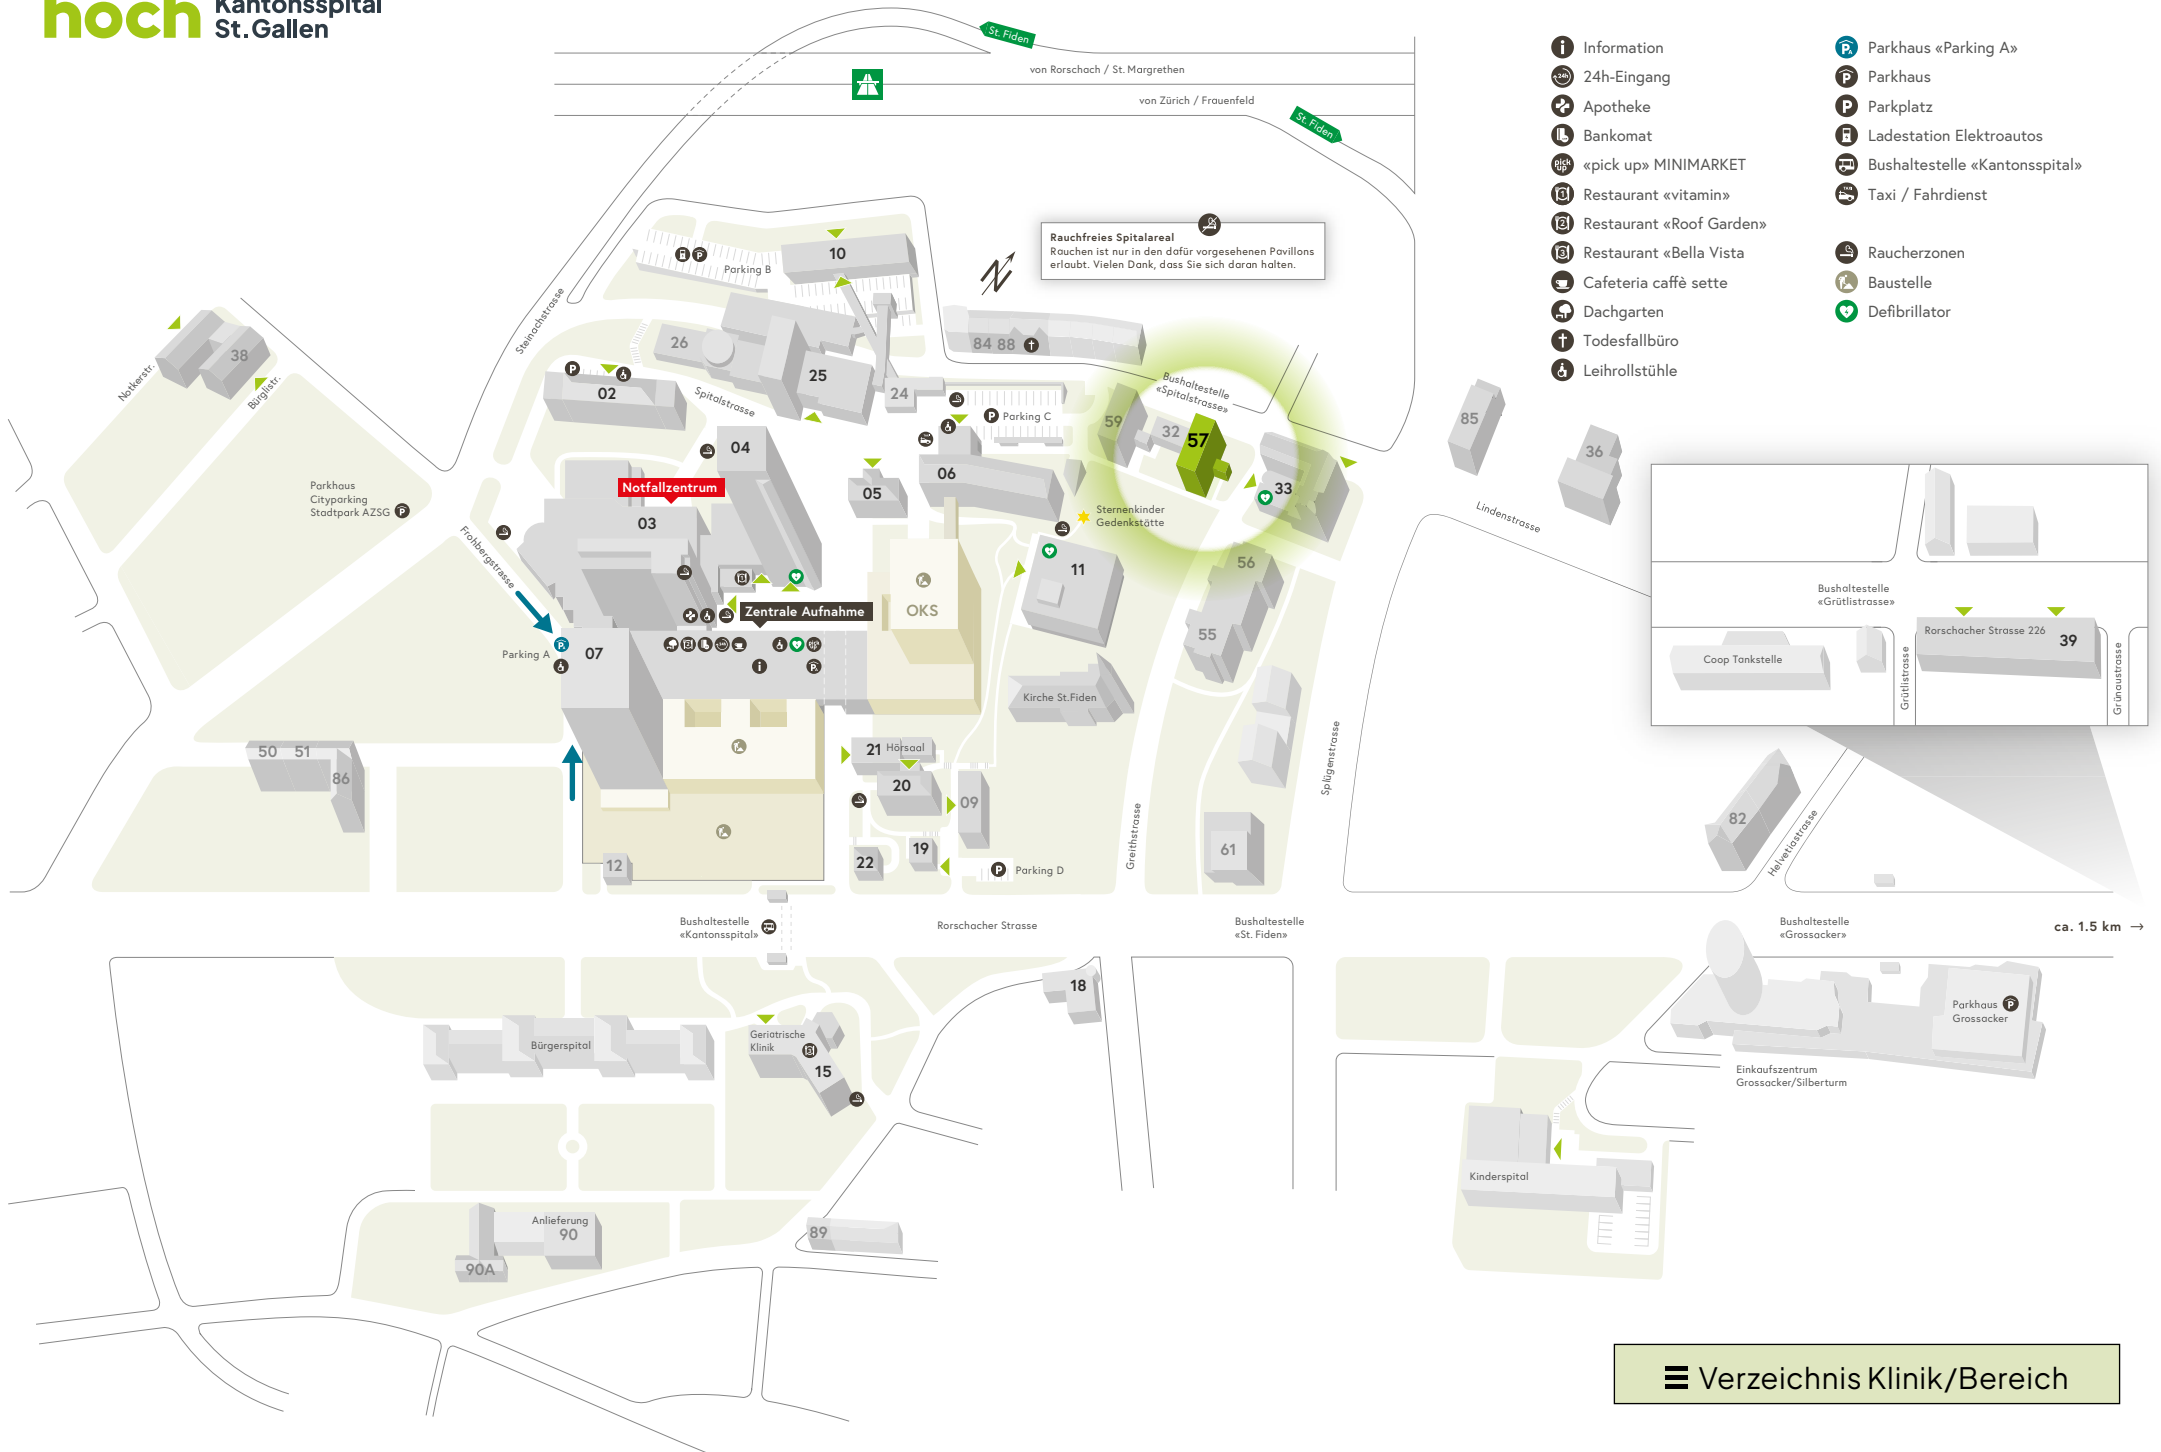 hoch Kantonsspital
St.Gallen
St. Fiden
von Rorschach / St. Margrethen
von Zürich / Frauenfeld
St. Fiden
Information
24h-Eingang
Apotheke
Bankomat
«pick up» MINIMARKET
Restaurant «vitamin»
Restaurant «Roof Garden»
Restaurant «Bella Vista
Cafeteria caffè sette
Dachgarten
Todesfallbüro
Leihrollstühle
Parkhaus «Parking A»
Parkhaus
Parkplatz
Ladestation Elektroautos
Bushaltestelle «Kantonsspital»
Taxi / Fahrdienst
Raucherzonen
Baustelle
Defibrillator
Rauchfreies Spitalareal
Rauchen ist nur in den dafür vorgesehenen Pavillons
erlaubt. Vielen Dank, dass Sie sich daran halten.
N
Parking B
10
Steinachstrasse
26
25
24
84 88
38
Notkerstr.
Bürglistr.
02
Spitalstrasse
Parking C
Bushaltestelle
«Spitalstrasse»
59
32
57
33
85
36
04
06
05
Notfallzentrum
03
Parkhaus
Cityparking
Stadtpark AZSG
Frohbergstrasse
Sternenkinder
Gedenkstätte
11
56
55
Lindenstrasse
OKS
Zentrale Aufnahme
Parking A
07
Kirche St.Fiden
Bushaltestelle
«Grütlistrasse»
Rorschacher Strasse 226
39
Coop Tankstelle
Grütlistrasse
Grünaustrasse
50 51
86
21 Hörsaal
20
09
22
19
12
Parking D
Greithstrasse
Splügenstrasse
61
82
Helvetiastrasse
Bushaltestelle
«Kantonsspital»
Rorschacher Strasse
Bushaltestelle
«St. Fiden»
Bushaltestelle
«Grossacker»
ca. 1.5 km →
18
Bürgerspital
Geriatrische
Klinik
15
Parkhaus
Grossacker
Einkaufszentrum
Grossacker/Silberturm
Kinderspital
Anlieferung
90
90A
89
Verzeichnis Klinik/Bereich